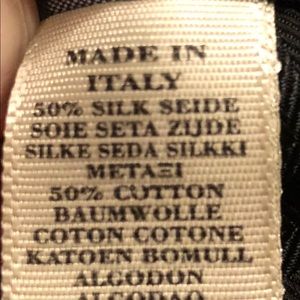 MADE IN
ITALY
50% SILK SEIDE
SOIE SETA ZIJDE
SILKE SEDA SILKKI
ΜΕΤΑΞΙ
50% COTTON
BAUMWOLLE
COTON COTONE
KATOEN BOMULL
ALGODON
ALGODAO